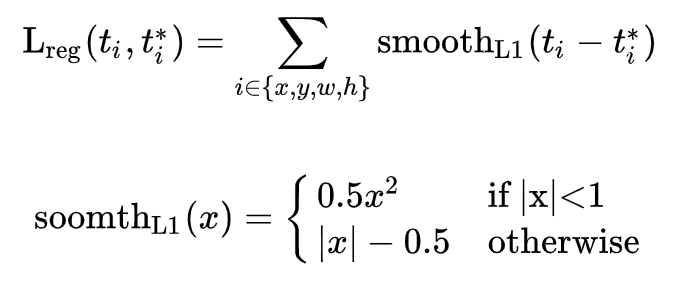 L_reg(t_i, t_i^*) = ∑_{i∈{x,y,w,h}} smooth_L1(t_i − t_i^*)
soomth_L1(x) = { 0.5x^2 if |x|<1
|x| − 0.5 otherwise